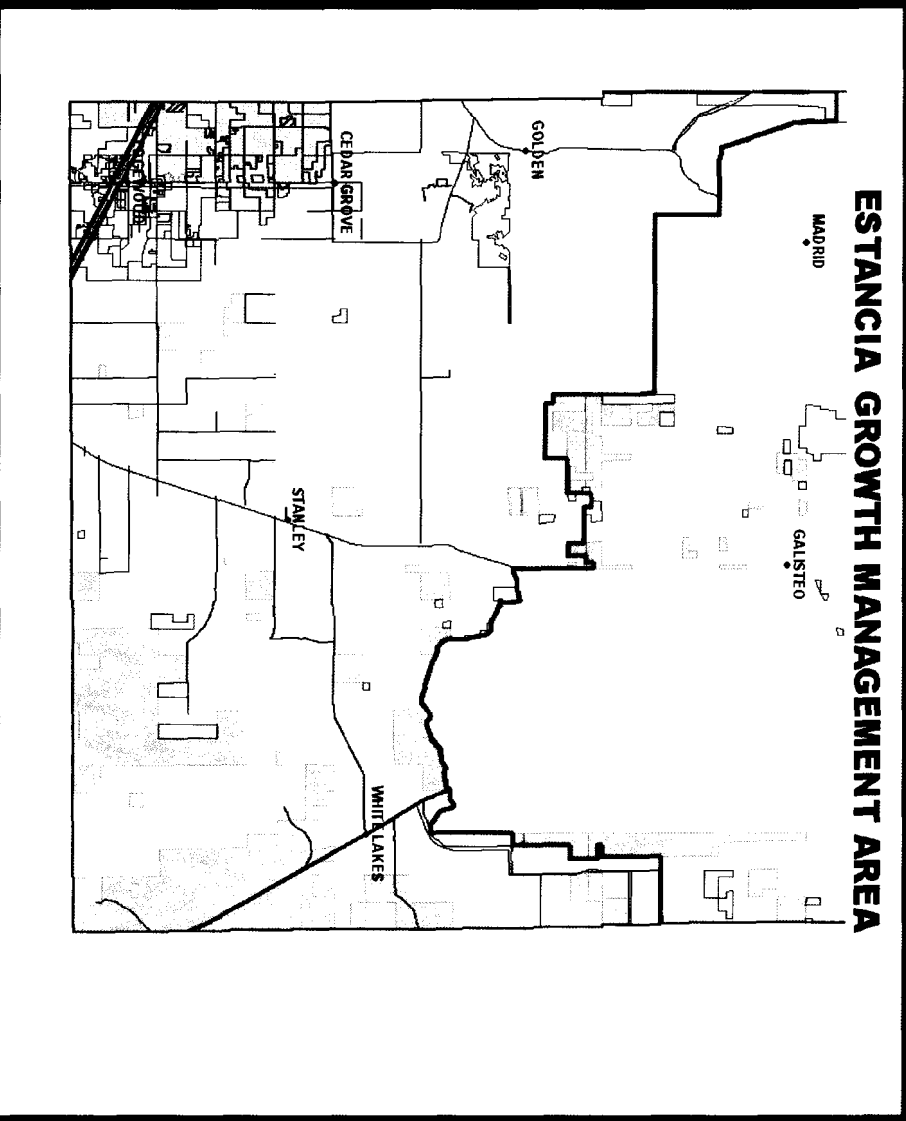 ESTANCIA GROWTH MANAGEMENT AREA
MADRID
GALISTEO
GOLDEN
CEDAR GROVE
STANLEY
WHITE LAKES